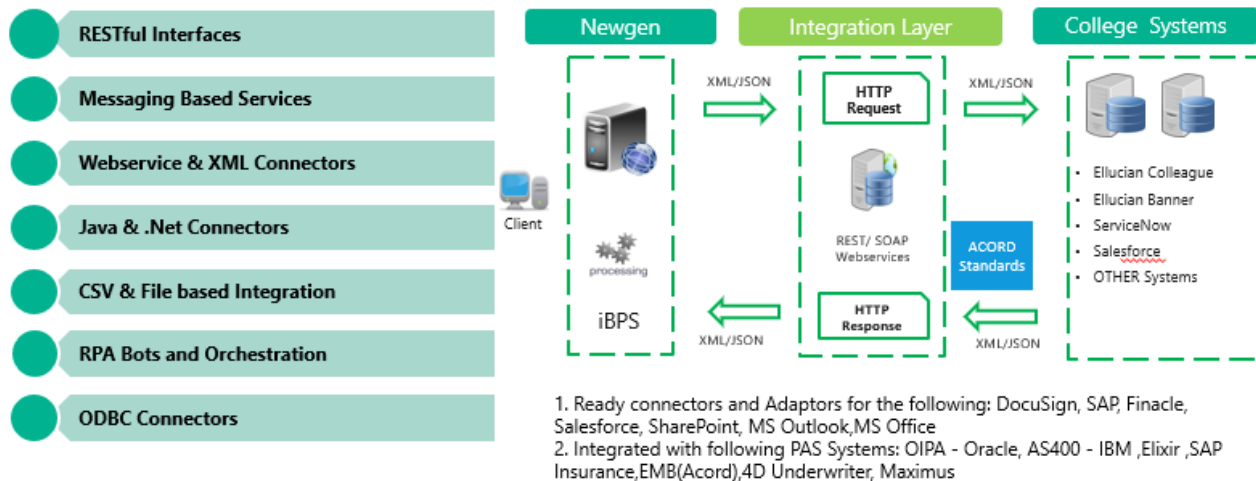 RESTful Interfaces
Messaging Based Services
Webservice & XML Connectors
Java & .Net Connectors
CSV & File based Integration
RPA Bots and Orchestration
ODBC Connectors
Newgen
Integration Layer
College Systems
XML/JSON
HTTP
Request
XML/JSON
Client
processing
iBPS
REST/ SOAP
Webservices
ACORD
Standards
• Ellucian Colleague
• Ellucian Banner
• ServiceNow
• Salesforce
• OTHER Systems
XML/JSON
HTTP
Response
XML/JSON
1. Ready connectors and Adaptors for the following: DocuSign, SAP, Finacle,
Salesforce, SharePoint, MS Outlook,MS Office
2. Integrated with following PAS Systems: OIPA - Oracle, AS400 - IBM ,Elixir ,SAP
Insurance,EMB(Acord),4D Underwriter, Maximus